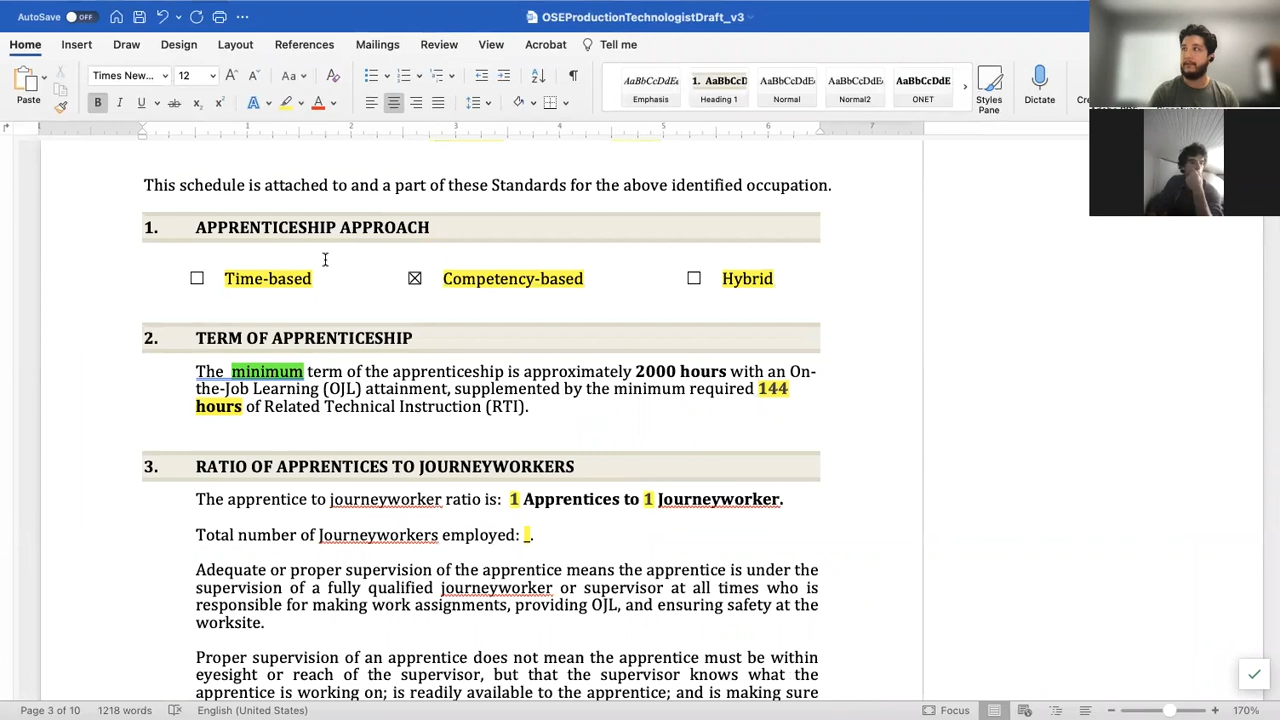 AutoSave OFF
OSEProductionTechnologistDraft_v3
Home Insert Draw Design Layout References Mailings Review View Acrobat Tell me
Paste
Times New... 12
AaBbCcDdEe
Emphasis
1. AaBbCcD
Heading 1
AaBbCcDdEe
Normal
AaBbCcDdEe
Normal2
AaBbCcDdE
ONET
Styles
Pane
Dictate
1 2 3 4 5 6 7
This schedule is attached to and a part of these Standards for the above identified occupation.
1. APPRENTICESHIP APPROACH
☐ Time-based ☒ Competency-based ☐ Hybrid
2. TERM OF APPRENTICESHIP
The minimum term of the apprenticeship is approximately 2000 hours with an On-
the-Job Learning (OJL) attainment, supplemented by the minimum required 144
hours of Related Technical Instruction (RTI).
3. RATIO OF APPRENTICES TO JOURNEYWORKERS
The apprentice to journeyworker ratio is: 1 Apprentices to 1 Journeyworker.
Total number of Journeyworkers employed: _.
Adequate or proper supervision of the apprentice means the apprentice is under the
supervision of a fully qualified journeyworker or supervisor at all times who is
responsible for making work assignments, providing OJL, and ensuring safety at the
worksite.
Proper supervision of an apprentice does not mean the apprentice must be within
eyesight or reach of the supervisor, but that the supervisor knows what the
apprentice is working on; is readily available to the apprentice; and is making sure
Page 3 of 10 1218 words English (United States) Focus 170%